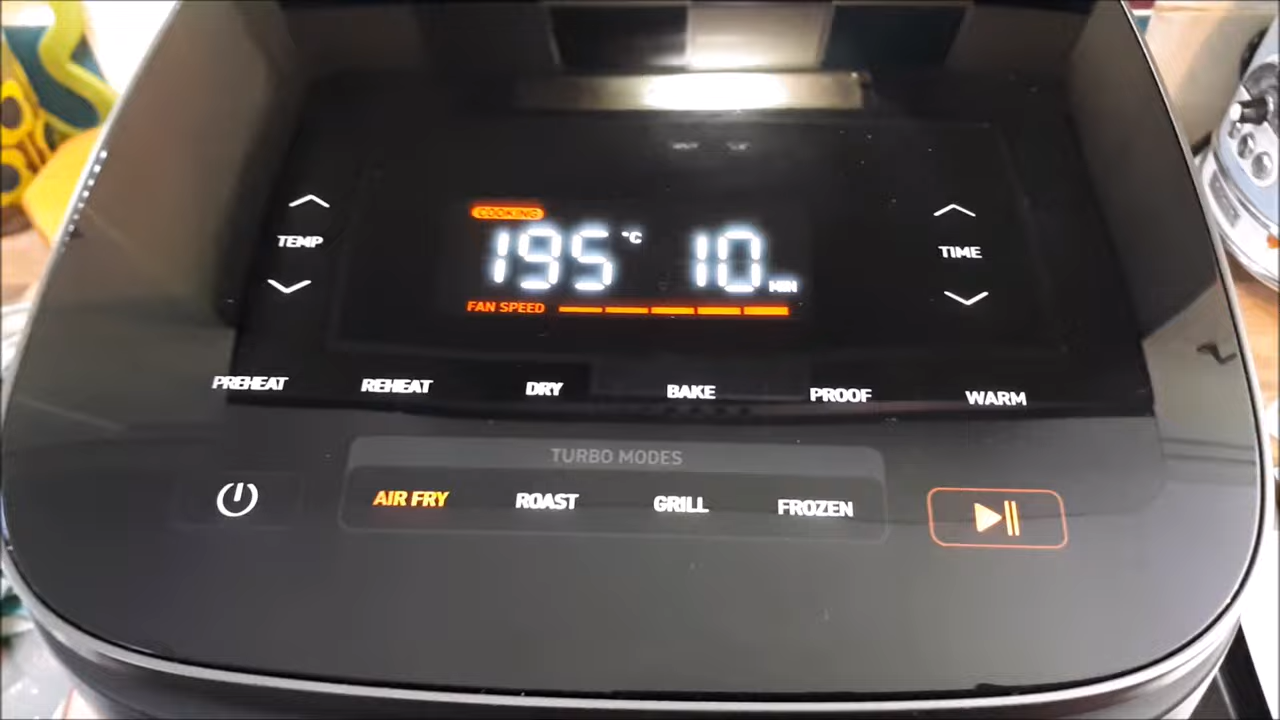 COOKING
TEMP 195 °C 10 MIN TIME
FAN SPEED
PREHEAT REHEAT DRY BAKE PROOF WARM
TURBO MODES
AIR FRY ROAST GRILL FROZEN